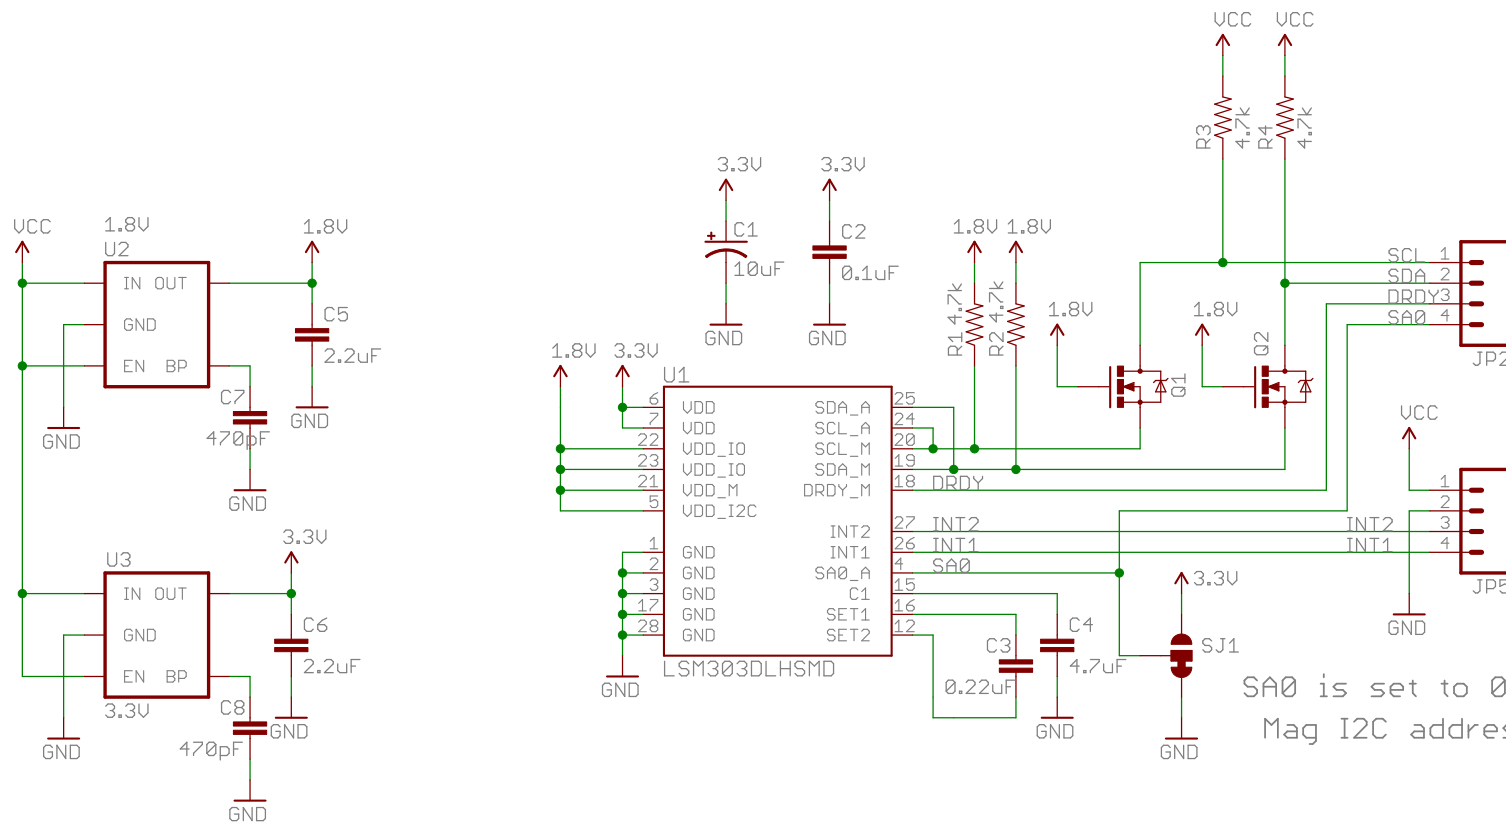 VCC
1.8V
U2
1.8V
IN OUT
GND
EN BP
C5
2.2uF
GND
C7
470pF
GND
GND
3.3V
U3
IN OUT
GND
EN BP
3.3V
C6
2.2uF
GND
C8
470pF
GND
GND
3.3V
C1
10uF
GND
3.3V
C2
0.1uF
GND
1.8V
3.3V
U1
6 VDD
7 VDD
22 VDD_IO
23 VDD_IO
21 VDD_M
5 VDD_I2C
1 GND
2 GND
3 GND
17 GND
28 GND
GND
SDA_A 25
SCL_A 24
SCL_M 20
SDA_M 19
DRDY_M 18 DRDY
INT2 27 INT2
INT1 26 INT1
SA0_A 4 SA0
C1 15
SET1 16
SET2 12
LSM303DLHSMD
1.8V
1.8V
R1 4.7k
R2 4.7k
C3
0.22uF
C4
4.7uF
GND
VCC
VCC
R3
4.7k
R4
4.7k
1.8V
Q1
1.8V
Q2
SCL 1
SDA 2
DRDY 3
SA0 4
JP2
VCC
1
2
INT2 3
INT1 4
JP5
GND
3.3V
SJ1
GND
SA0 is set to 0
Mag I2C